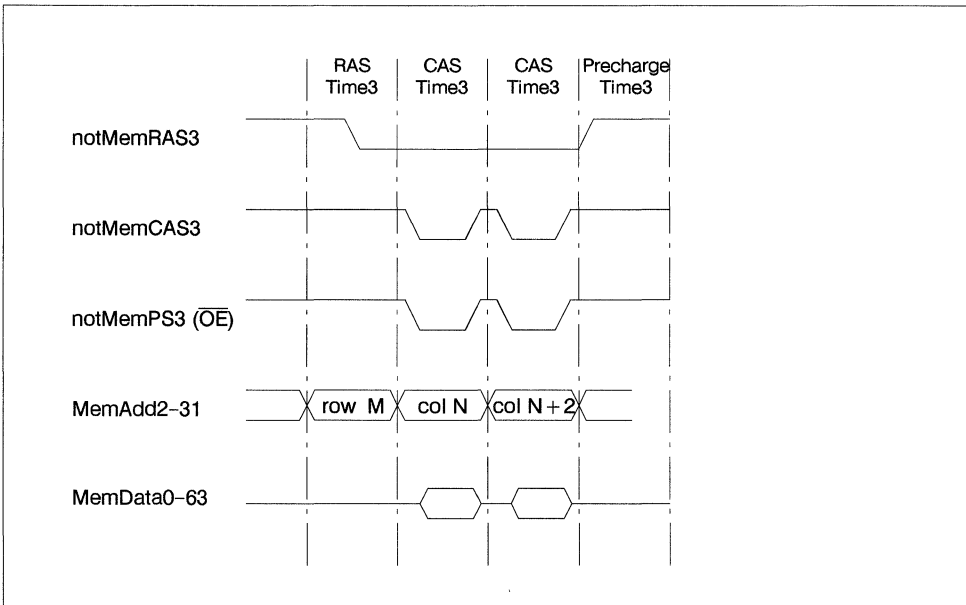 RAS CAS CAS Precharge
Time3 Time3 Time3 Time3
notMemRAS3
notMemCAS3
notMemPS3 (O̅E̅)
MemAdd2-31 row M col N col N+2
MemData0-63